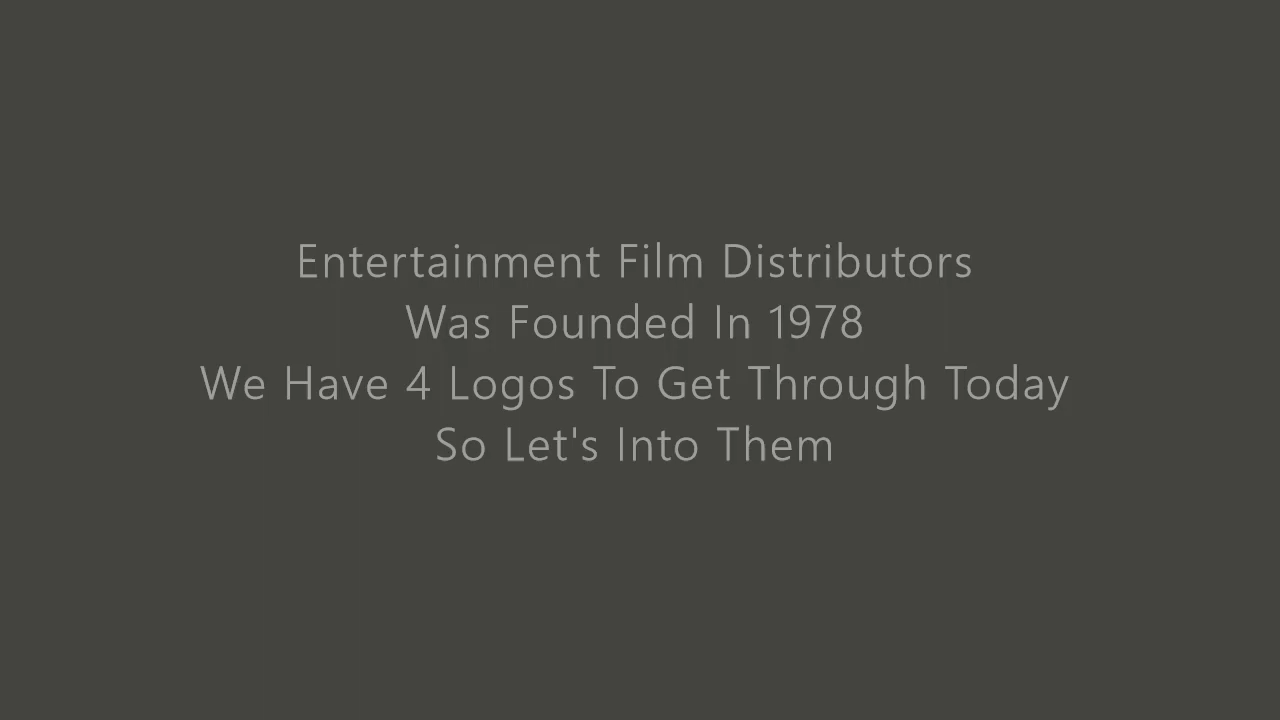 Entertainment Film Distributors
Was Founded In 1978
We Have 4 Logos To Get Through Today
So Let's Into Them